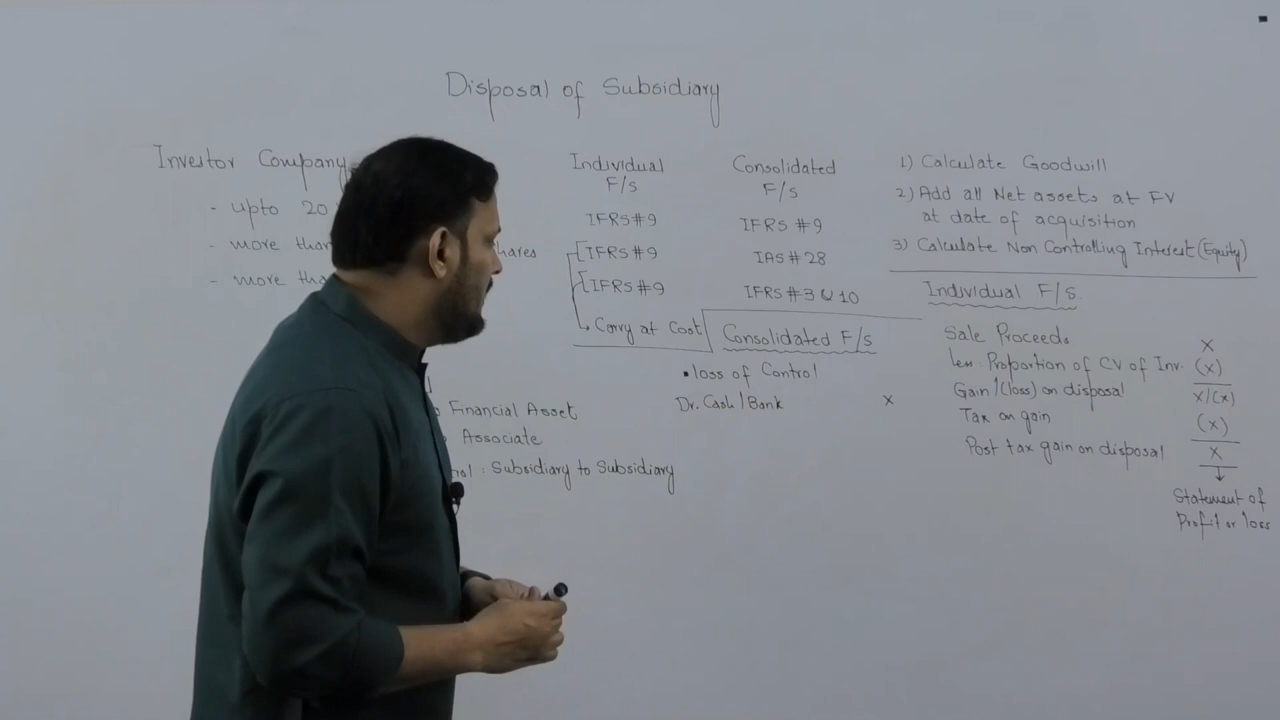 Disposal of Subsidiary
Investor Company
- upto 20
- more than shares
- more
Individual
F/s
IFRS#9
[IFRS#9
[IFRS#9
Carry at Cost
Consolidated
F/s
IFRS #9
IAS# 28
IFRS #3 & 10
1) Calculate Goodwill
2) Add all Net assets at FV
at date of acquisition
3) Calculate Non Controlling Interest (Equity)
Financial Asset
Associate
: Subsidiary to Subsidiary
Consolidated F/s
• loss of Control
Dr. Cash/Bank x
Individual F/s
Sale Proceeds x
less Proportion of CV of Inv. (x)
Gain/(loss) on disposal x/(x)
Tax on gain (x)
Post tax gain on disposal x
Statement of
Profit or loss